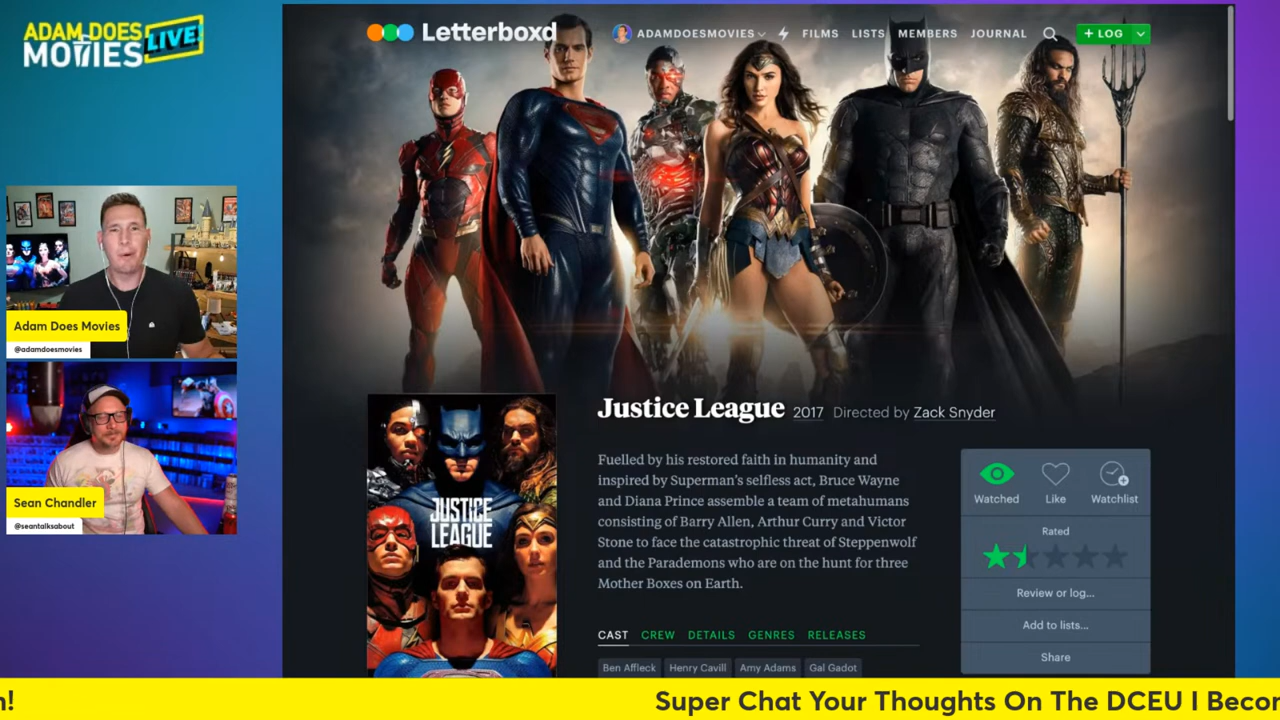 ADAM DOES
MOVIES LIVE!
Letterboxd
ADAMDOESMOVIES
FILMS
LISTS
MEMBERS
JOURNAL
+ LOG
Adam Does Movies
@adamdoesmovies
Sean Chandler
@seantalksabout
JUSTICE
LEAGUE
Justice League 2017 Directed by Zack Snyder
Fuelled by his restored faith in humanity and
inspired by Superman's selfless act, Bruce Wayne
and Diana Prince assemble a team of metahumans
consisting of Barry Allen, Arthur Curry and Victor
Stone to face the catastrophic threat of Steppenwolf
and the Parademons who are on the hunt for three
Mother Boxes on Earth.
CAST CREW DETAILS GENRES RELEASES
Ben Affleck Henry Cavill Amy Adams Gal Gadot
Watched Like Watchlist
Rated
Review or log...
Add to lists...
Share
n! Super Chat Your Thoughts On The DCEU I Becor